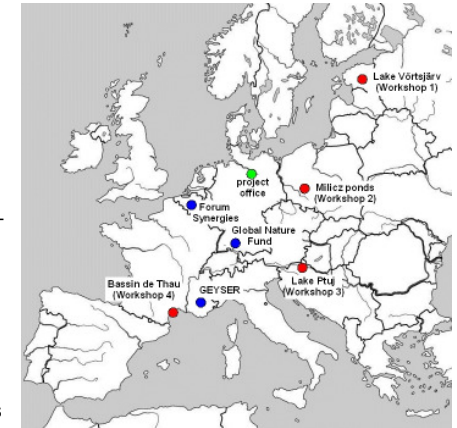 Lake Võrtsjärv
(Workshop 1)
project
office
Milicz ponds
(Workshop 2)
Forum
Synergies
Global Nature
Fund
Bassin de Thau
(Workshop 4)
GEYSER
Lake Ptuj
(Workshop 3)